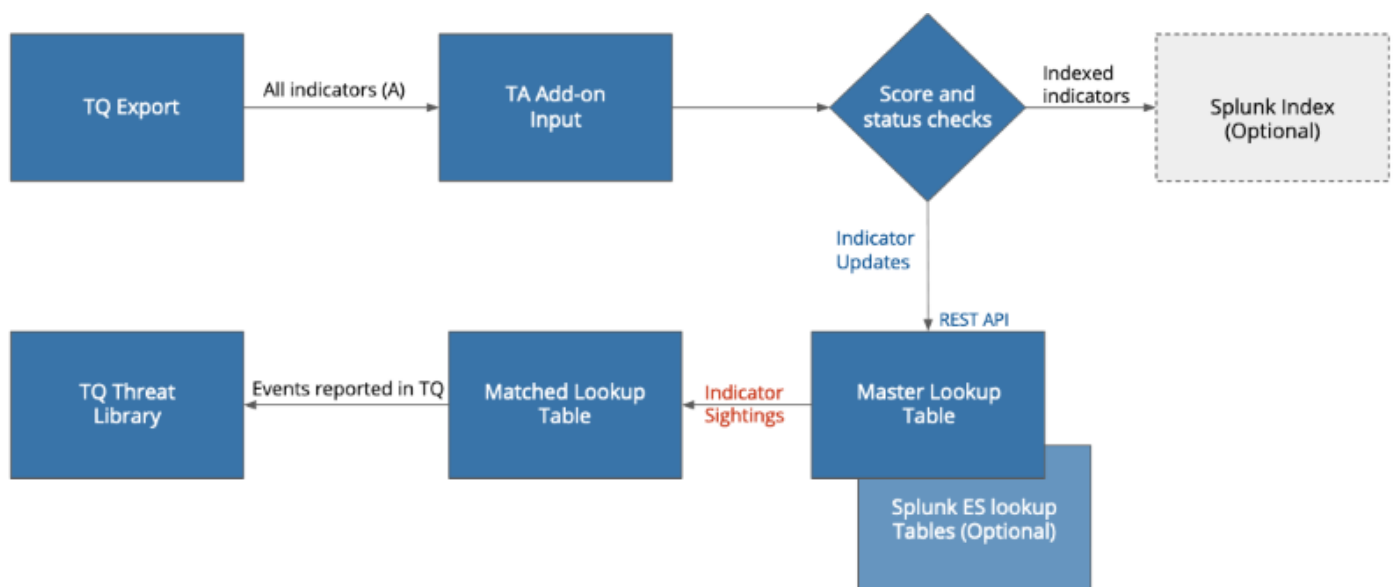 TQ Export
All indicators (A)
TA Add-on
Input
Score and
status checks
Indexed
indicators
Splunk Index
(Optional)
Indicator
Updates
REST API
TQ Threat
Library
Events reported in TQ
Matched Lookup
Table
Indicator
Sightings
Master Lookup
Table
Splunk ES lookup
Tables (Optional)